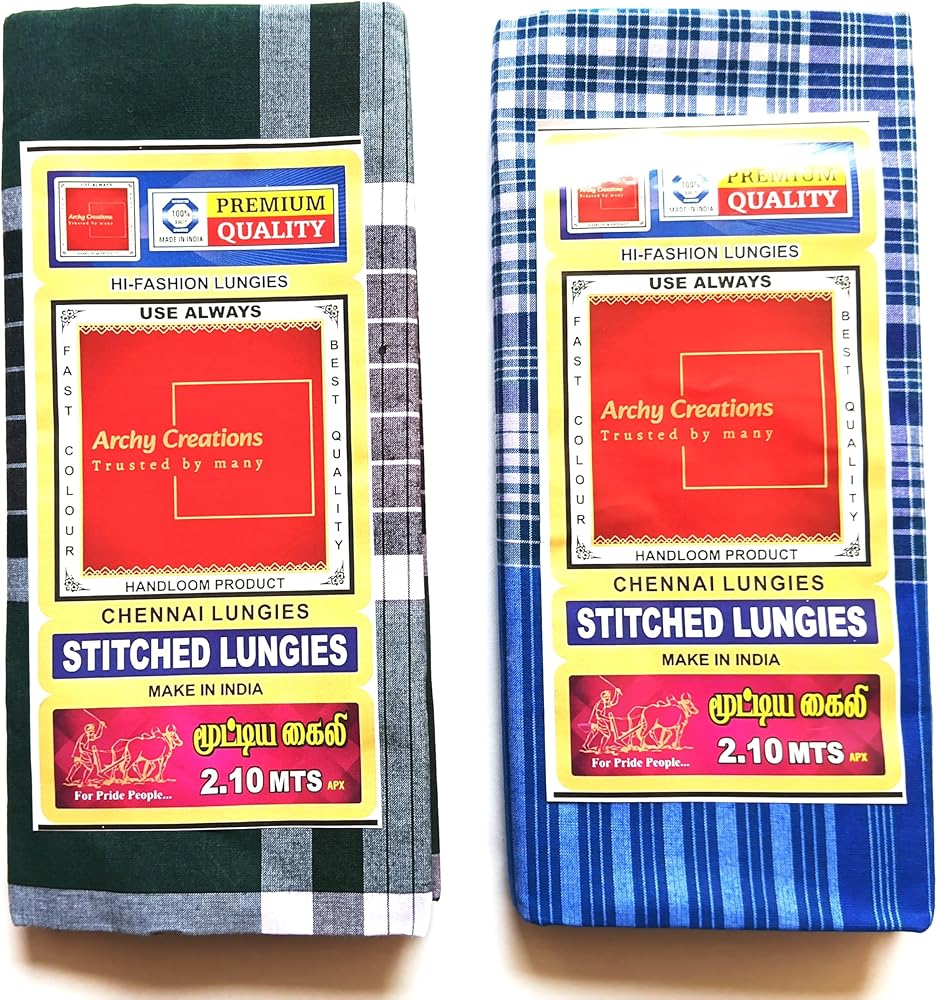 USE ALWAYS
Archy Creations
Trusted by many
100%
MADE IN INDIA
PREMIUM
QUALITY
HI-FASHION LUNGIES
USE ALWAYS
FAST COLOUR
BEST QUALITY
Archy Creations
Trusted by many
HANDLOOM PRODUCT
CHENNAI LUNGIES
STITCHED LUNGIES
MAKE IN INDIA
மூட்டிய கைலி
2.10 MTS APX
For Pride People...
Archy Creations
Trusted by many
100%
MADE IN INDIA
PREMIUM
QUALITY
HI-FASHION LUNGIES
USE ALWAYS
FAST COLOUR
BEST QUALITY
Archy Creations
Trusted by many
HANDLOOM PRODUCT
CHENNAI LUNGIES
STITCHED LUNGIES
MAKE IN INDIA
மூட்டிய கைலி
2.10 MTS APX
For Pride People...